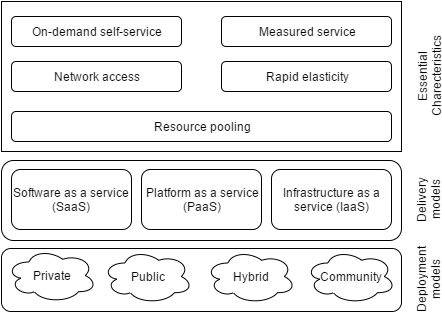 On-demand self-service
Measured service
Network access
Rapid elasticity
Resource pooling
Essential
Charecteristics
Software as a service
(SaaS)
Platform as a service
(PaaS)
Infrastructure as a
service (IaaS)
Delivery
models
Private
Public
Hybrid
Community
Deployment
models